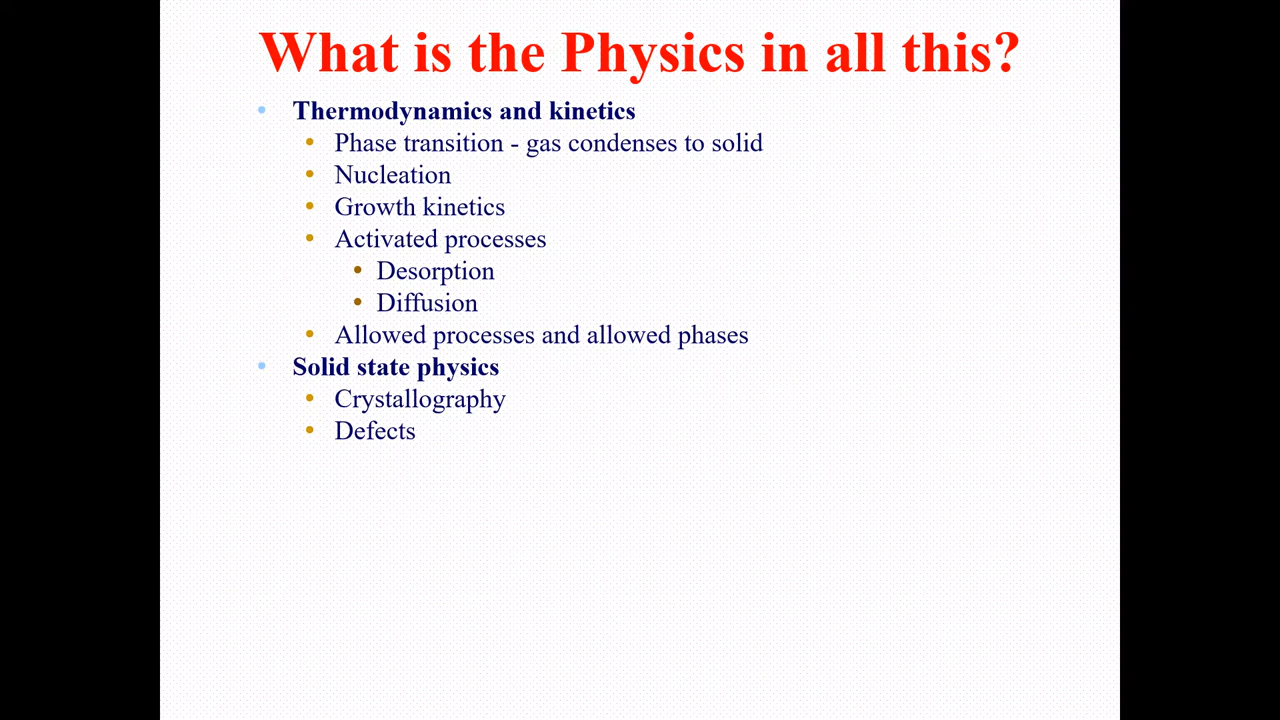 What is the Physics in all this?
• Thermodynamics and kinetics
• Phase transition - gas condenses to solid
• Nucleation
• Growth kinetics
• Activated processes
• Desorption
• Diffusion
• Allowed processes and allowed phases
• Solid state physics
• Crystallography
• Defects